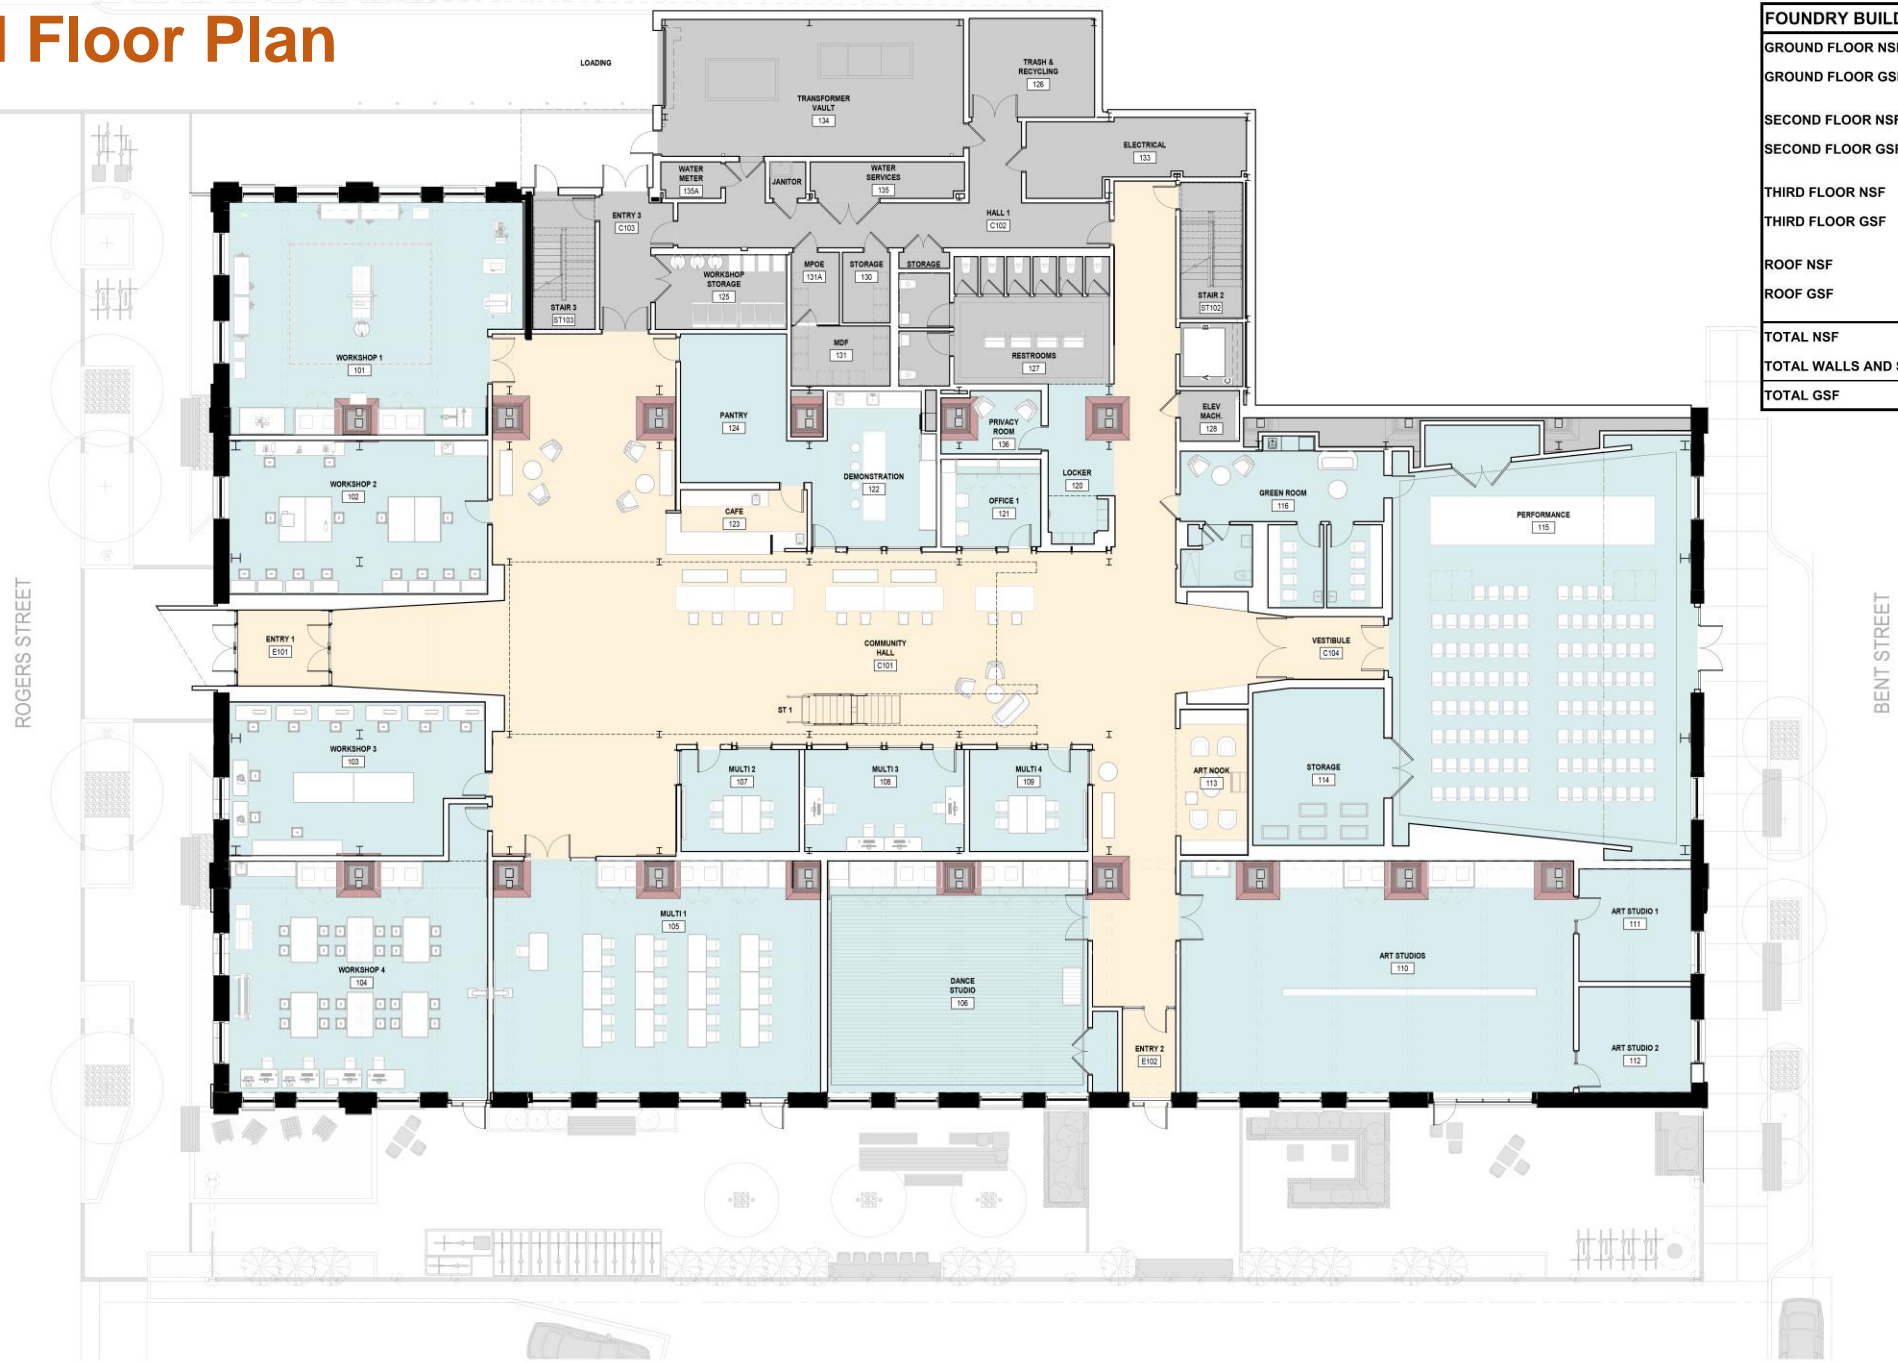 Floor Plan
FOUNDRY BUILD
GROUND FLOOR NSF
GROUND FLOOR GSF
SECOND FLOOR NSF
SECOND FLOOR GSF
THIRD FLOOR NSF
THIRD FLOOR GSF
ROOF NSF
ROOF GSF
TOTAL NSF
TOTAL WALLS AND S
TOTAL GSF
LOADING
TRANSFORMER
VAULT
134
TRASH &
RECYCLING
126
ELECTRICAL
133
WATER
METER
135A
JANITOR
WATER
SERVICES
135
ENTRY 3
C103
HALL 1
C102
WORKSHOP
STORAGE
125
MPOE
131A
STORAGE
130
STORAGE
STAIR 3
ST103
STAIR 2
ST102
MDF
131
RESTROOMS
127
B
A
C
WORKSHOP 1
101
PANTRY
124
PRIVACY
ROOM
136
ELEV
MACH.
128
WORKSHOP 2
102
DEMONSTRATION
122
LOCKER
120
GREEN ROOM
116
PERFORMANCE
115
CAFE
123
OFFICE 1
121
ROGERS STREET
BENT STREET
ENTRY 1
E101
COMMUNITY
HALL
C101
VESTIBULE
C104
ST 1
WORKSHOP 3
103
MULTI 2
107
MULTI 3
108
MULTI 4
109
ART NOOK
113
STORAGE
114
WORKSHOP 4
104
MULTI 1
105
DANCE
STUDIO
106
ART STUDIOS
110
ART STUDIO 1
111
ENTRY 2
E102
ART STUDIO 2
112